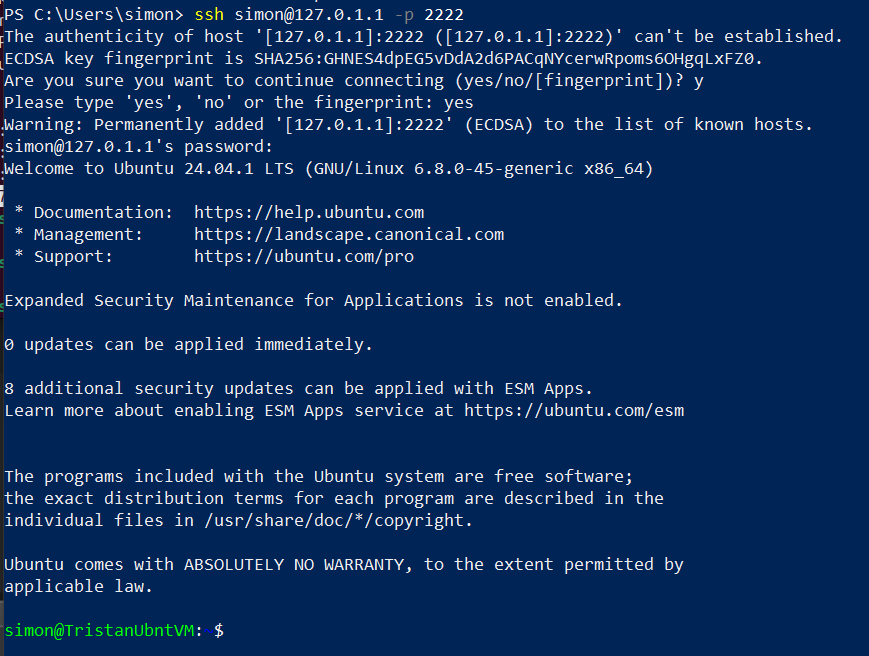 PS C:\Users\simon> ssh simon@127.0.1.1 -p 2222
The authenticity of host '[127.0.1.1]:2222 ([127.0.1.1]:2222)' can't be established.
ECDSA key fingerprint is SHA256:GHNES4dpEG5vDdA2d6PACqNYcerwRpoms6OHgqLxFZ0.
Are you sure you want to continue connecting (yes/no/[fingerprint])? y
Please type 'yes', 'no' or the fingerprint: yes
Warning: Permanently added '[127.0.1.1]:2222' (ECDSA) to the list of known hosts.
simon@127.0.1.1's password:
Welcome to Ubuntu 24.04.1 LTS (GNU/Linux 6.8.0-45-generic x86_64)
* Documentation:  https://help.ubuntu.com
* Management:     https://landscape.canonical.com
* Support:        https://ubuntu.com/pro
Expanded Security Maintenance for Applications is not enabled.
0 updates can be applied immediately.
8 additional security updates can be applied with ESM Apps.
Learn more about enabling ESM Apps service at https://ubuntu.com/esm
The programs included with the Ubuntu system are free software;
the exact distribution terms for each program are described in the
individual files in /usr/share/doc/*/copyright.
Ubuntu comes with ABSOLUTELY NO WARRANTY, to the extent permitted by
applicable law.
simon@TristanUbntVM:~$